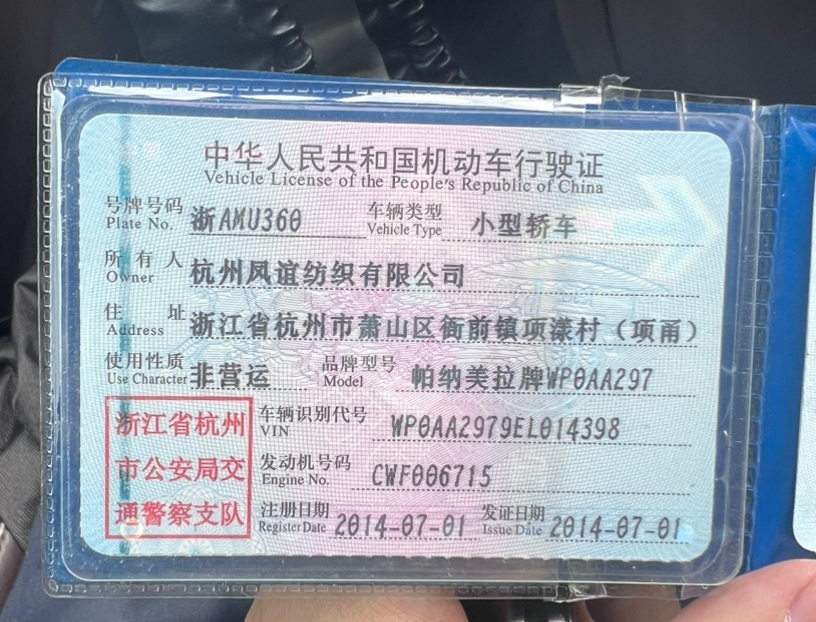 中华人民共和国机动车行驶证
Vehicle License of the People's Republic of China
号牌号码 浙AMU360 车辆类型 小型轿车
Plate No. Vehicle Type
所有人 杭州凤谊纺织有限公司
Owner
住址 浙江省杭州市萧山区衙前镇项漾村（项甬）
Address
使用性质 非营运 品牌型号 帕纳美拉牌WP0AA297
Use Character Model
浙江省杭州
市公安局交
通警察支队
车辆识别代号 WP0AA2979EL014398
VIN
发动机号码 CWF006715
Engine No.
注册日期 2014-07-01 发证日期 2014-07-01
Register Date Issue Date